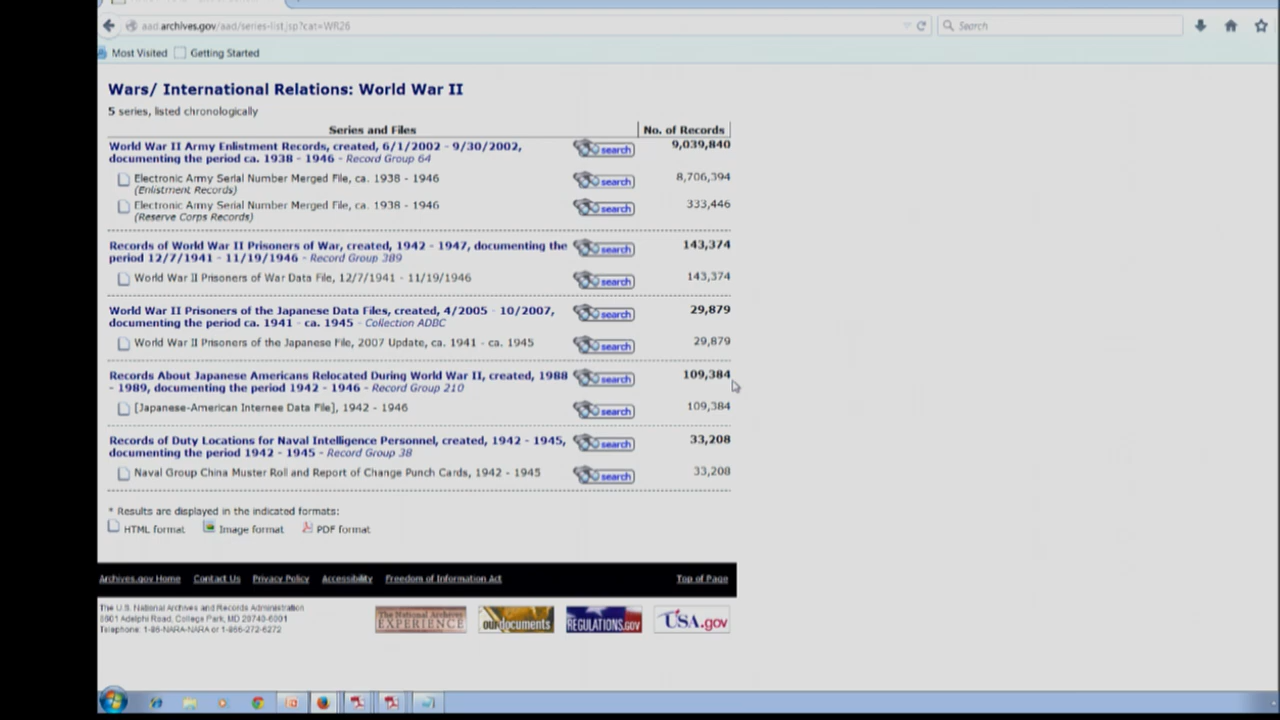 aad.archives.gov/aad/series-list.jsp?cat=WR26
Search
Most Visited
Getting Started
Wars/ International Relations: World War II
5 series, listed chronologically
Series and Files
No. of Records
World War II Army Enlistment Records, created, 6/1/2002 - 9/30/2002,
documenting the period ca. 1938 - 1946 - Record Group 64
search
9,039,840
Electronic Army Serial Number Merged File, ca. 1938 - 1946
(Enlistment Records)
search
8,706,394
Electronic Army Serial Number Merged File, ca. 1938 - 1946
(Reserve Corps Records)
search
333,446
Records of World War II Prisoners of War, created, 1942 - 1947, documenting the
period 12/7/1941 - 11/19/1946 - Record Group 389
search
143,374
World War II Prisoners of War Data File, 12/7/1941 - 11/19/1946
search
143,374
World War II Prisoners of the Japanese Data Files, created, 4/2005 - 10/2007,
documenting the period ca. 1941 - ca. 1945 - Collection ADBC
search
29,879
World War II Prisoners of the Japanese File, 2007 Update, ca. 1941 - ca. 1945
search
29,879
Records About Japanese Americans Relocated During World War II, created, 1988
- 1989, documenting the period 1942 - 1946 - Record Group 210
search
109,384
[Japanese-American Internee Data File], 1942 - 1946
search
109,384
Records of Duty Locations for Naval Intelligence Personnel, created, 1942 - 1945,
documenting the period 1942 - 1945 - Record Group 38
search
33,208
Naval Group China Muster Roll and Report of Change Punch Cards, 1942 - 1945
search
33,208
* Results are displayed in the indicated formats:
HTML format
Image format
PDF format
Archives.gov Home
Contact Us
Privacy Policy
Accessibility
Freedom of Information Act
Top of Page
The U.S. National Archives and Records Administration
8601 Adelphi Road, College Park, MD 20740-6001
Telephone: 1-86-NARA-NARA or 1-866-272-6272
The National Archives
EXPERIENCE
ourdocuments
REGULATIONS.gov
USA.gov